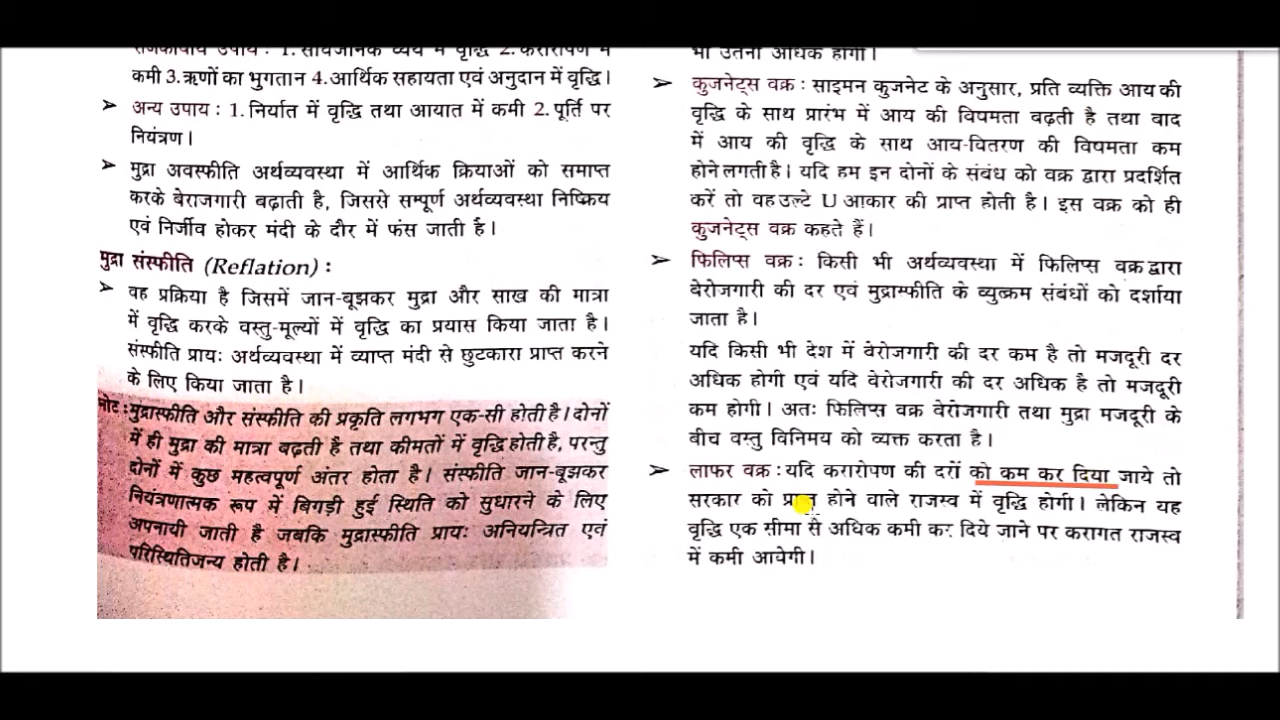 राजकोषीय उपाय : 1. सार्वजनिक व्यय में वृद्धि 2. करारोपण में
कमी 3. ऋणों का भुगतान 4. आर्थिक सहायता एवं अनुदान में वृद्धि।
➢ अन्य उपाय : 1. निर्यात में वृद्धि तथा आयात में कमी 2. पूर्ति पर
नियंत्रण।
➢ मुद्रा अवस्फीति अर्थव्यवस्था में आर्थिक क्रियाओं को समाप्त
करके बेराजगारी बढ़ाती है, जिससे सम्पूर्ण अर्थव्यवस्था निष्क्रिय
एवं निर्जीव होकर मंदी के दौर में फंस जाती है।
मुद्रा संस्फीति (Reflation) :
➢ वह प्रक्रिया है जिसमें जान-बूझकर मुद्रा और साख की मात्रा
में वृद्धि करके वस्तु-मूल्यों में वृद्धि का प्रयास किया जाता है।
संस्फीति प्रायः अर्थव्यवस्था में व्याप्त मंदी से छुटकारा प्राप्त करने
के लिए किया जाता है।
नोट : मुद्रास्फीति और संस्फीति की प्रकृति लगभग एक-सी होती है। दोनों
में ही मुद्रा की मात्रा बढ़ती है तथा कीमतों में वृद्धि होती है, परन्तु
दोनों में कुछ महत्वपूर्ण अंतर होता है। संस्फीति जान-बूझकर
नियंत्रणात्मक रूप में बिगड़ी हुई स्थिति को सुधारने के लिए
अपनायी जाती है जबकि मुद्रास्फीति प्रायः अनियन्त्रित एवं
परिस्थितिजन्य होती है।
भी उतनी अधिक होगी।
➢ कुजनेट्स वक्र : साइमन कुजनेट के अनुसार, प्रति व्यक्ति आय की
वृद्धि के साथ प्रारंभ में आय की विषमता बढ़ती है तथा बाद
में आय की वृद्धि के साथ आय-वितरण की विषमता कम
होने लगती है। यदि हम इन दोनों के संबंध को वक्र द्वारा प्रदर्शित
करें तो वह उल्टे U आकार की प्राप्त होती है। इस वक्र को ही
कुजनेट्स वक्र कहते हैं।
➢ फिलिप्स वक्र : किसी भी अर्थव्यवस्था में फिलिप्स वक्र द्वारा
बेरोजगारी की दर एवं मुद्रास्फीति के व्युत्क्रम संबंधों को दर्शाया
जाता है।
यदि किसी भी देश में बेरोजगारी की दर कम है तो मजदूरी दर
अधिक होगी एवं यदि बेरोजगारी की दर अधिक है तो मजदूरी
कम होगी। अतः फिलिप्स वक्र बेरोजगारी तथा मुद्रा मजदूरी के
बीच वस्तु विनिमय को व्यक्त करता है।
➢ लाफर वक्र : यदि करारोपण की दरों को कम कर दिया जाये तो
सरकार को प्राप्त होने वाले राजस्व में वृद्धि होगी। लेकिन यह
वृद्धि एक सीमा से अधिक कमी कर दिये जाने पर करागत राजस्व
में कमी आवेगी।